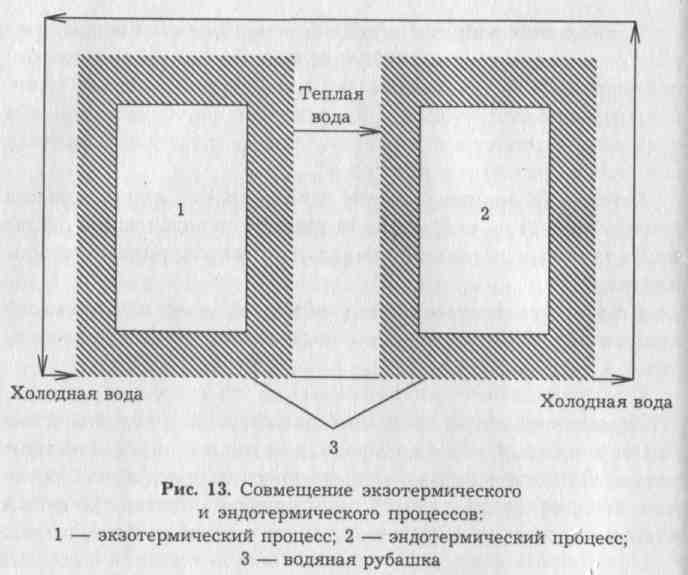 Теплая
вода
1
2
Холодная вода
Холодная вода
3
Рис. 13. Совмещение экзотермического
и эндотермического процессов:
1 — экзотермический процесс; 2 — эндотермический процесс;
3 — водяная рубашка